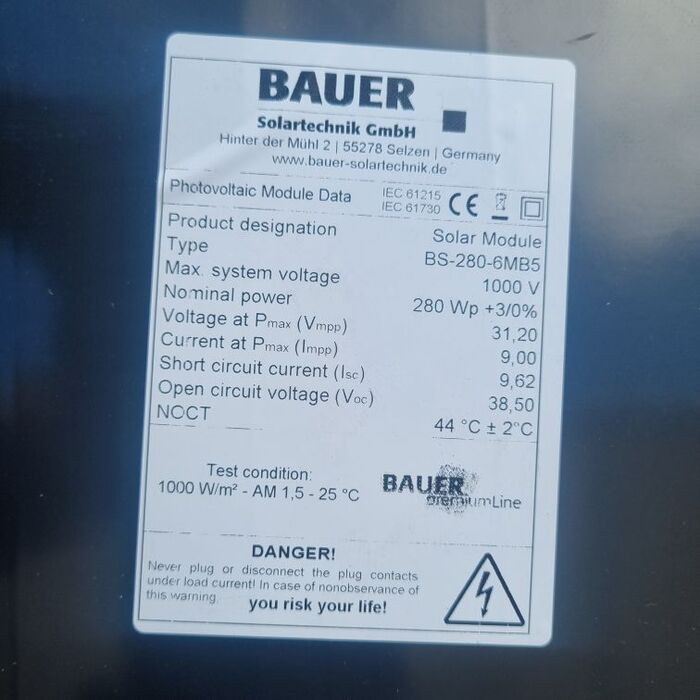 BAUER
Solartechnik GmbH
Hinter der Mühl 2 | 55278 Selzen | Germany
www.bauer-solartechnik.de
Photovoltaic Module Data IEC 61215 CE
IEC 61730
Product designation Solar Module
Type BS-280-6MB5
Max. system voltage 1000 V
Nominal power 280 Wp +3/0%
Voltage at Pmax (Vmpp) 31,20
Current at Pmax (Impp) 9,00
Short circuit current (Isc) 9,62
Open circuit voltage (Voc) 38,50
NOCT 44 °C ± 2°C
Test condition:
1000 W/m² - AM 1,5 - 25 °C
BAUER
premiumLine
DANGER!
Never plug or disconnect the plug contacts
under load current! In case of nonobservance of
this warning, you risk your life!